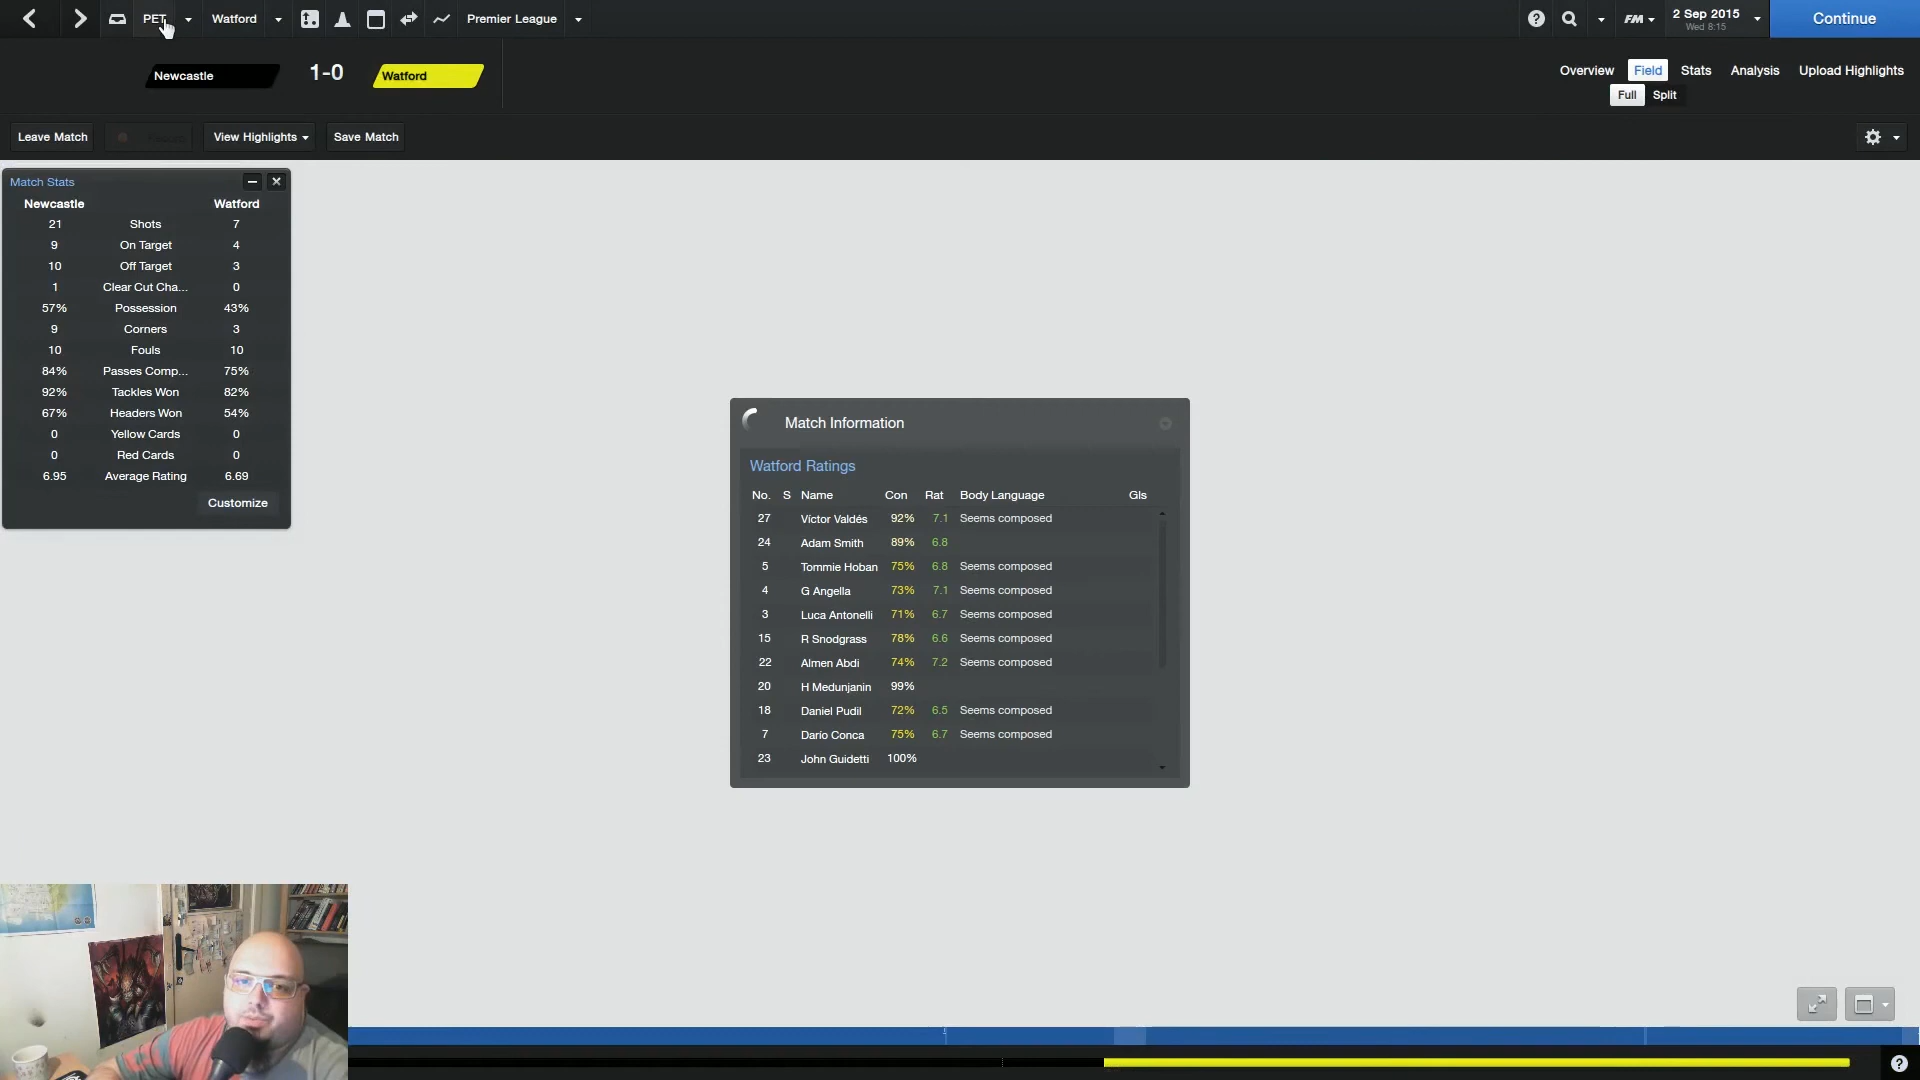 PET Watford Premier League FM 2 Sep 2015 Continue
Wed 8:15
Newcastle 1-0 Watford
Overview Field Stats Analysis Upload Highlights
Full Split
Leave Match View Highlights Save Match
Match Stats
Newcastle Watford
21 Shots 7
9 On Target 4
10 Off Target 3
1 Clear Cut Cha... 0
57% Possession 43%
9 Corners 3
10 Fouls 10
84% Passes Comp... 75%
92% Tackles Won 82%
67% Headers Won 54%
0 Yellow Cards 0
0 Red Cards 0
6.95 Average Rating 6.69
Customize
Match Information
Watford Ratings
No. S Name Con Rat Body Language Gls
27 Víctor Valdés 92% 7.1 Seems composed
24 Adam Smith 89% 6.8
5 Tommie Hoban 75% 6.8 Seems composed
4 G Angella 73% 7.1 Seems composed
3 Luca Antonelli 71% 6.7 Seems composed
15 R Snodgrass 78% 6.6 Seems composed
22 Almen Abdi 74% 7.2 Seems composed
20 H Medunjanin 99%
18 Daniel Pudil 72% 6.5 Seems composed
7 Darío Conca 75% 6.7 Seems composed
23 John Guidetti 100%